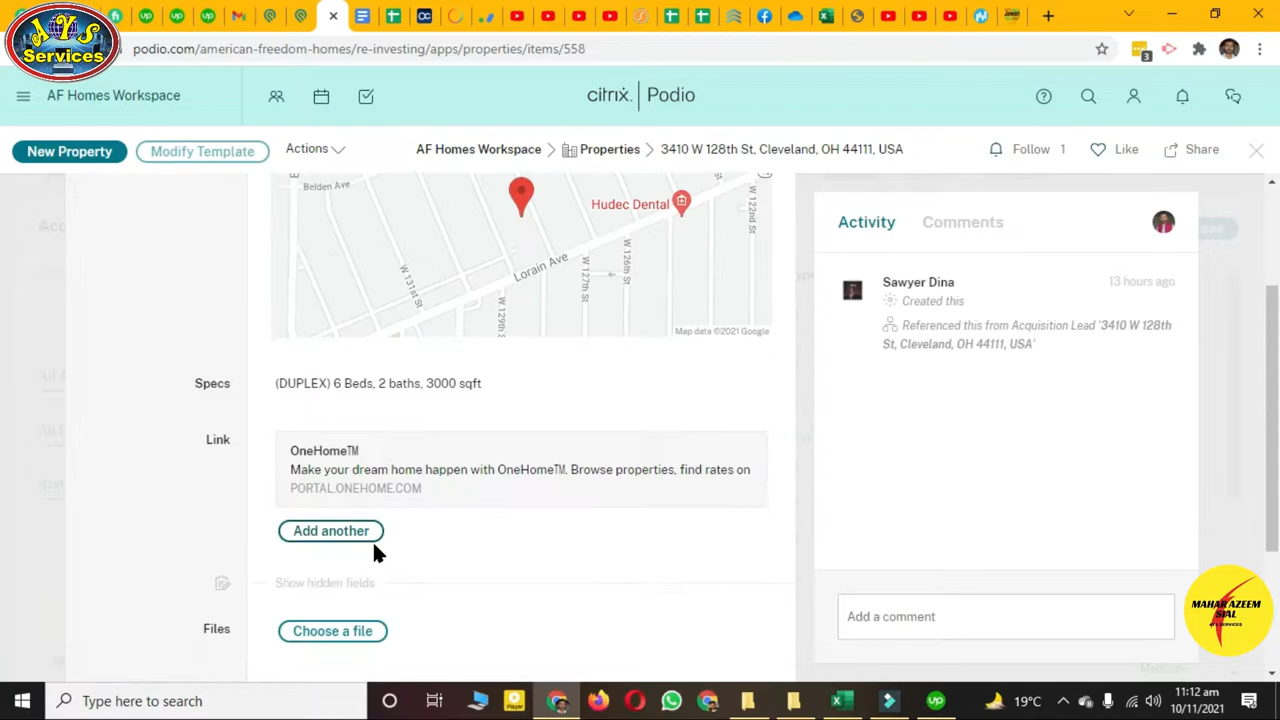 AYS
Services
podio.com/american-freedom-homes/re-investing/apps/properties/items/558
3
AF Homes Workspace
citrix | Podio
New Property
Modify Template
Actions
AF Homes Workspace
Properties
3410 W 128th St, Cleveland, OH 44111, USA
Follow 1
Like
Share
Belden Ave
Hudec Dental
W 122nd St
W 126th St
W 127th St
Lorain Ave
W 131st St
W 129th St
Map data ©2021 Google
Activity
Comments
Sawyer Dina
13 hours ago
Created this
Referenced this from Acquisition Lead '3410 W 128th
St, Cleveland, OH 44111, USA'
Specs
(DUPLEX) 6 Beds, 2 baths, 3000 sqft
Link
OneHome™
Make your dream home happen with OneHome™. Browse properties, find rates on
PORTAL.ONEHOME.COM
Add another
Show hidden fields
Files
Choose a file
Add a comment
MAHAR AZEEM
SIAL
AYS SERVICES
Type here to search
19°C
11:12 am
10/11/2021